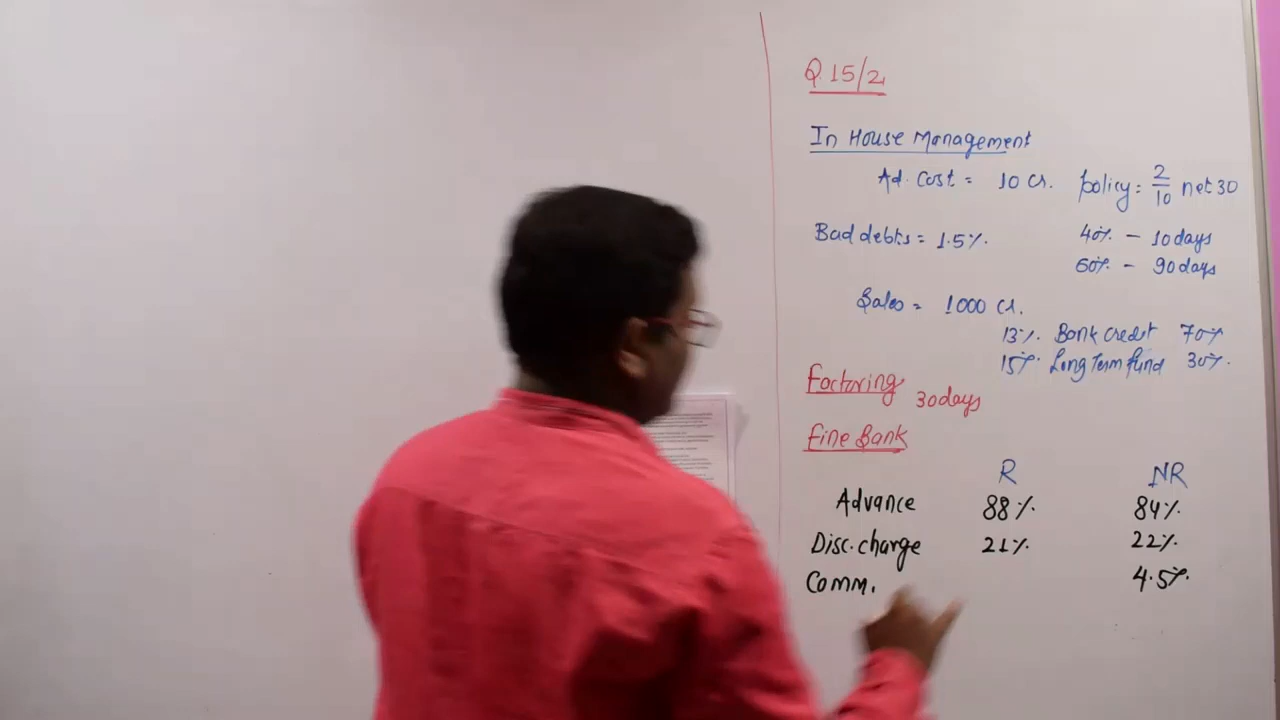 Q.15/2
In House Management
Ad. Cost = 10 Cr. policy = 2/10 net 30
Bad debts = 1.5%. 40% - 10 days
60% - 90 days
Sales = 1000 Cr.
13% Bank credit 70%
15% Long Term fund 30%
Factoring 30 days
Fine Bank
R NR
Advance 88% 84%
Disc. charge 21% 22%
Comm. 4.5%